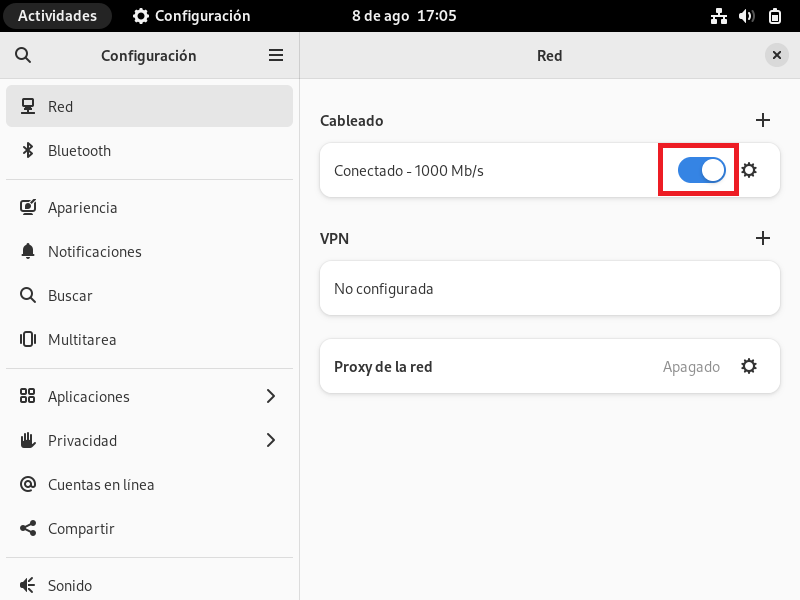 Actividades
Configuración
8 de ago 17:05
Configuración
Red
Red
Bluetooth
Apariencia
Notificaciones
Buscar
Multitarea
Aplicaciones
Privacidad
Cuentas en línea
Compartir
Sonido
Cableado
Conectado - 1000 Mb/s
VPN
No configurada
Proxy de la red
Apagado